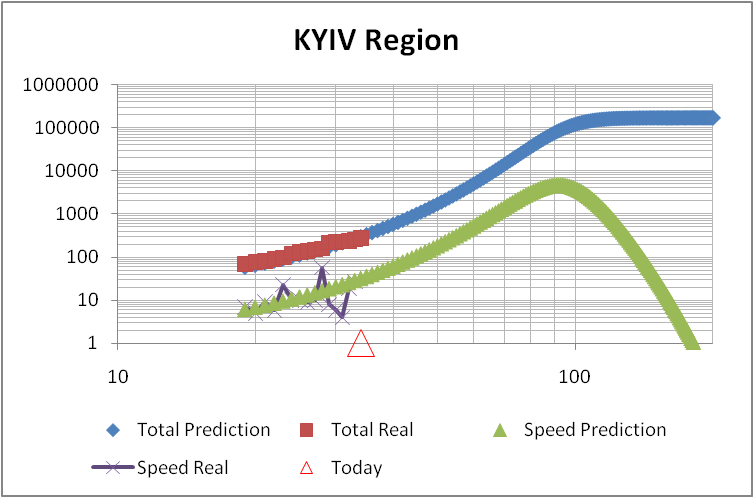 KYIV Region
1000000
100000
10000
1000
100
10
1
10 100
Total Prediction Total Real Speed Prediction
Speed Real Today